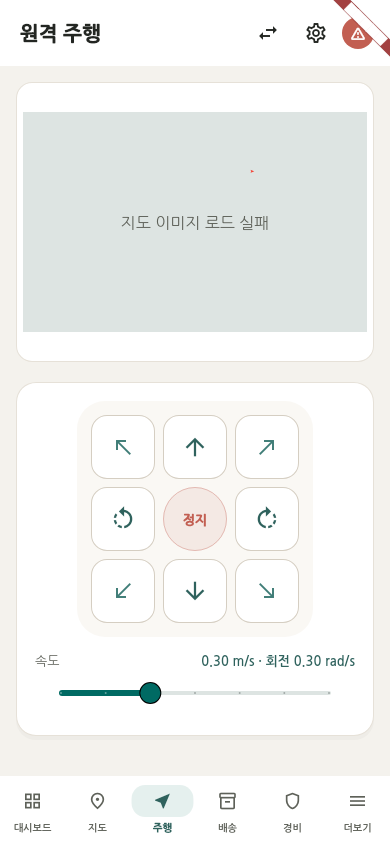 원격 주행
지도 이미지 로드 실패
정지
속도
0.30 m/s · 회전 0.30 rad/s
대시보드
지도
주행
배송
경비
더보기